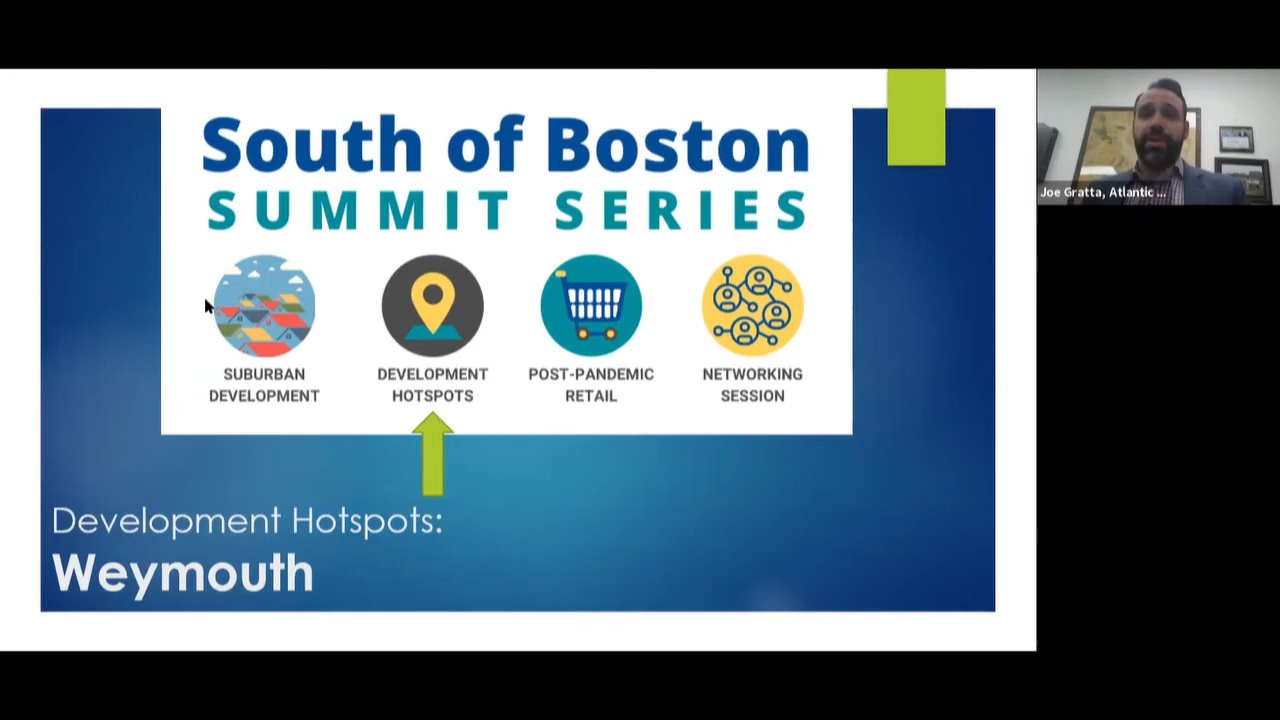 South of Boston
SUMMIT SERIES
SUBURBAN
DEVELOPMENT
DEVELOPMENT
HOTSPOTS
POST-PANDEMIC
RETAIL
NETWORKING
SESSION
Development Hotspots:
Weymouth
Joe Gratta, Atlantic ...